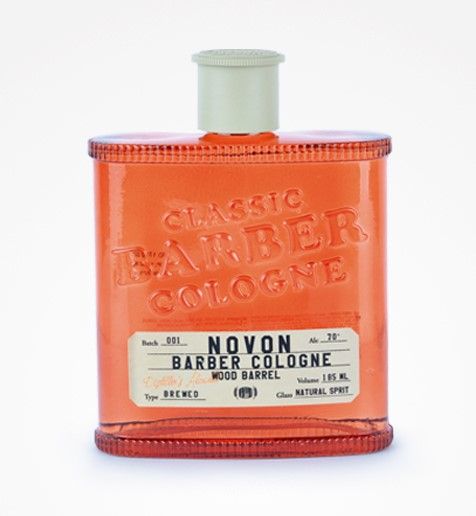 CLASSIC
BARBER
COLOGNE
Batch 001 NOVON Alc 70°
BARBER COLOGNE
WOOD BARREL
Volume 185 ML
Type BREWED Glass NATURAL SPRIT